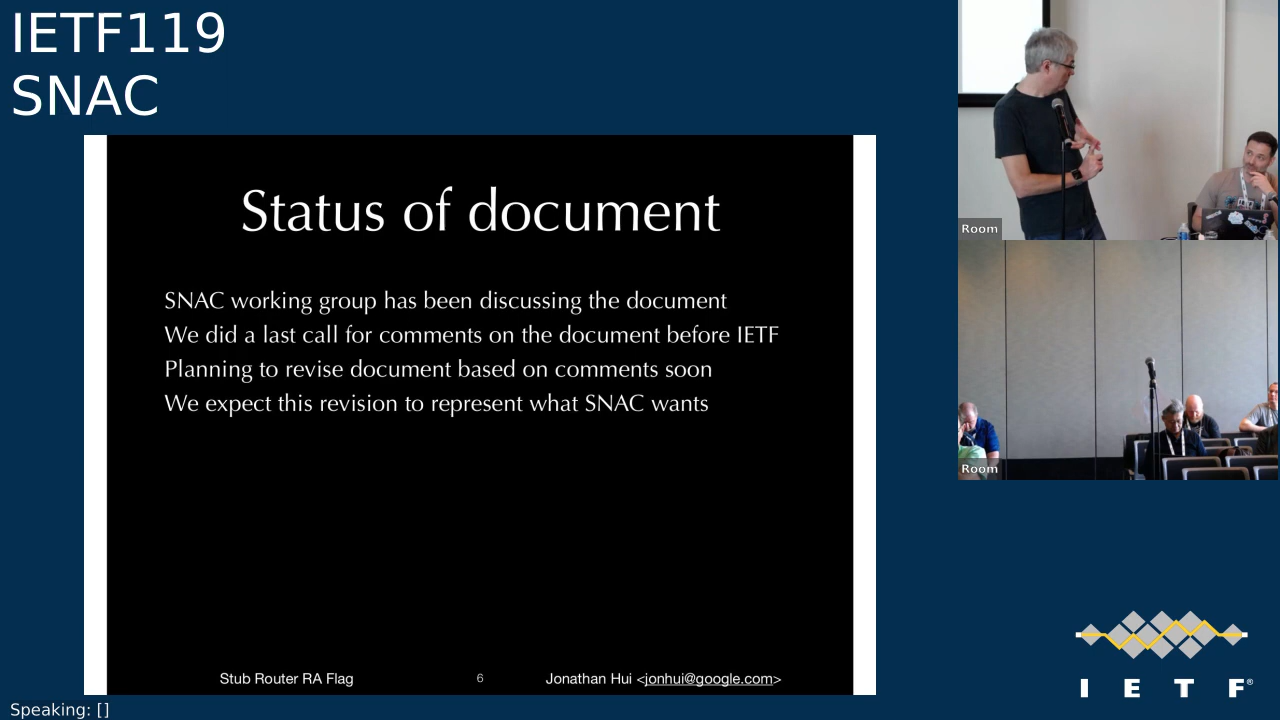 IETF119
SNAC
Status of document
SNAC working group has been discussing the document
We did a last call for comments on the document before IETF
Planning to revise document based on comments soon
We expect this revision to represent what SNAC wants
Stub Router RA Flag
6
Jonathan Hui <jonhui@google.com>
Room
Room
I E T F®
Speaking: []